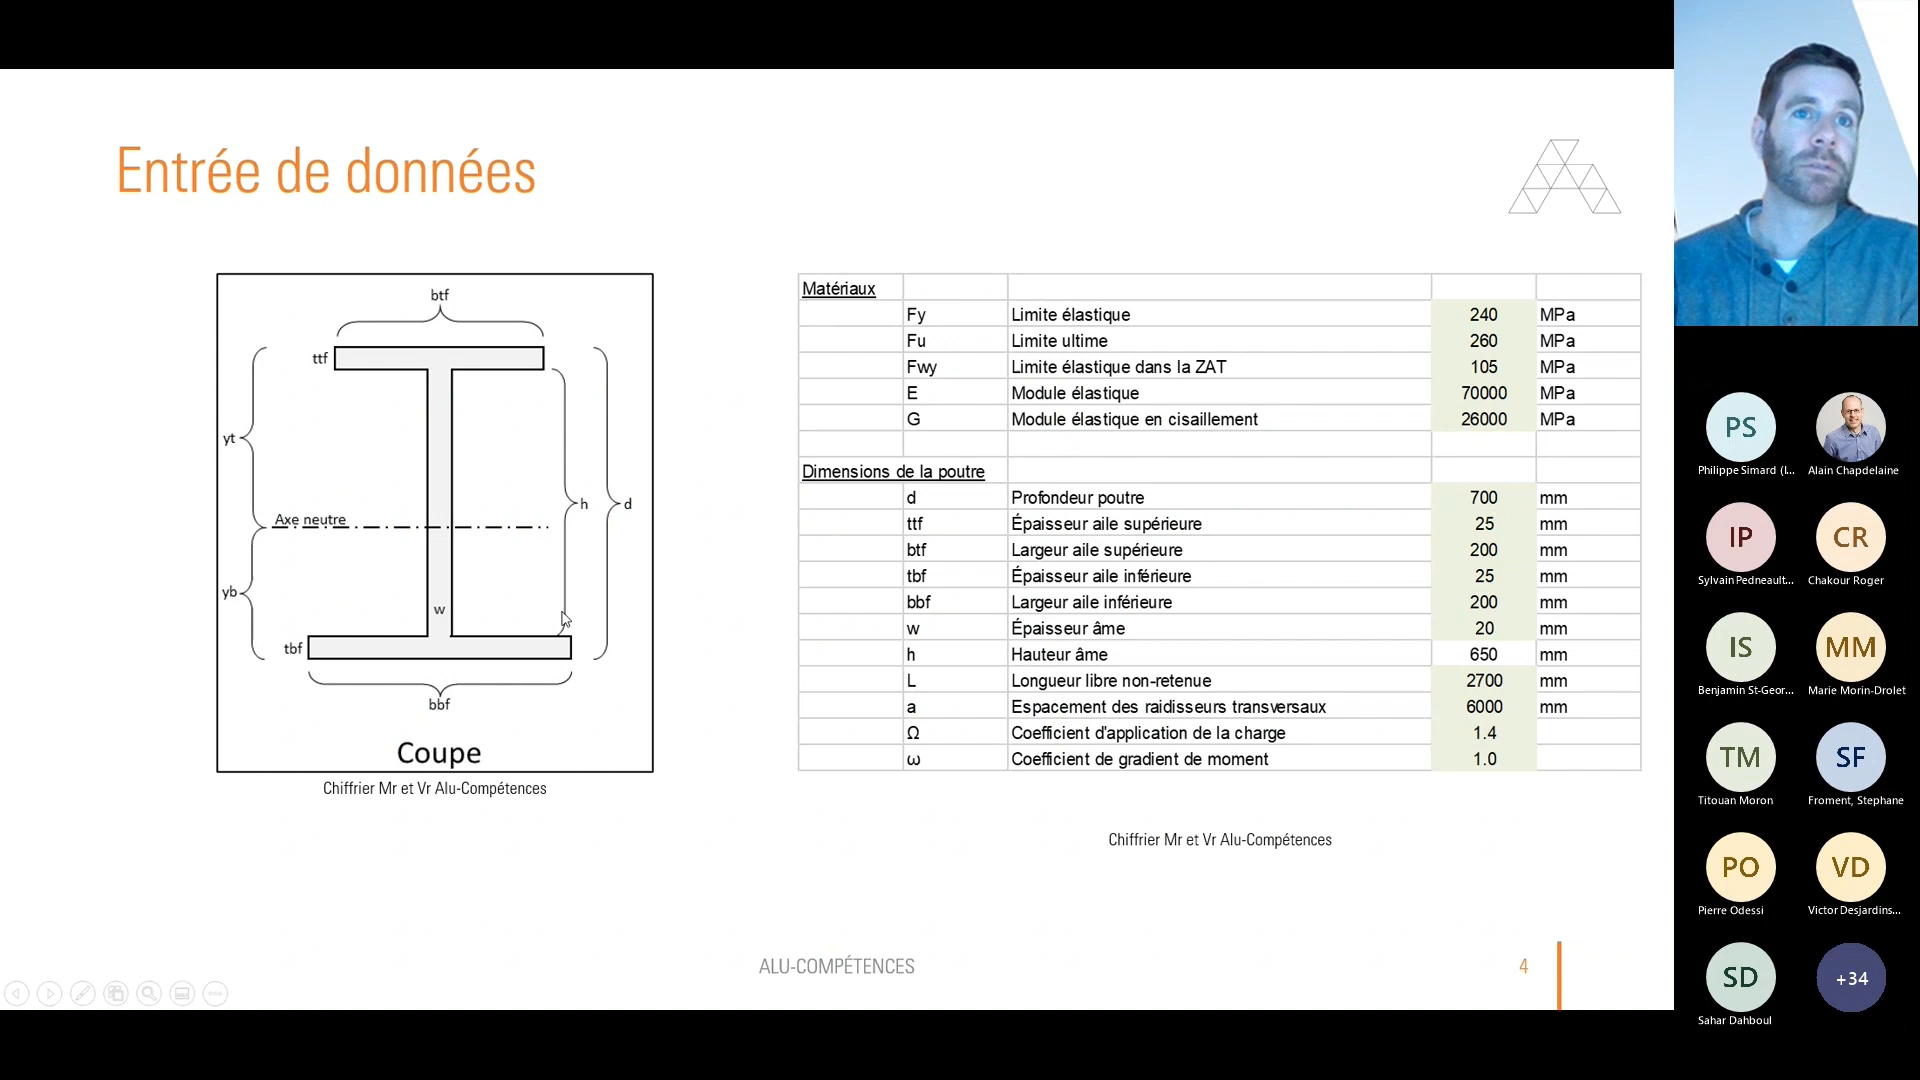 Entrée de données
btf
ttf
yt
h
d
Axe neutre
yb
w
tbf
bbf
Coupe
Chiffrier Mr et Vr Alu-Compétences
Matériaux
Fy Limite élastique 240 MPa
Fu Limite ultime 260 MPa
Fwy Limite élastique dans la ZAT 105 MPa
E Module élastique 70000 MPa
G Module élastique en cisaillement 26000 MPa
Dimensions de la poutre
d Profondeur poutre 700 mm
ttf Épaisseur aile supérieure 25 mm
btf Largeur aile supérieure 200 mm
tbf Épaisseur aile inférieure 25 mm
bbf Largeur aile inférieure 200 mm
w Épaisseur âme 20 mm
h Hauteur âme 650 mm
L Longueur libre non-retenue 2700 mm
a Espacement des raidisseurs transversaux 6000 mm
Ω Coefficient d'application de la charge 1.4
ω Coefficient de gradient de moment 1.0
Chiffrier Mr et Vr Alu-Compétences
ALU-COMPÉTENCES
4
PS
Philippe Simard (I... Alain Chapdelaine
IP CR
Sylvain Pedneault... Chakour Roger
IS MM
Benjamin St-Geor... Marie Morin-Drolet
TM SF
Titouan Moron Froment, Stephane
PO VD
Pierre Odessi Victor Desjardins...
SD +34
Sahar Dahboul